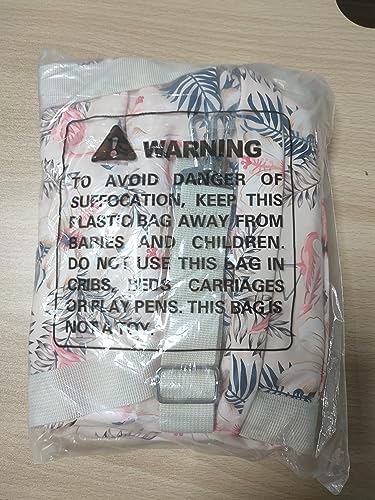 WARNING
TO AVOID DANGER OF
SUFFOCATION, KEEP THIS
PLASTIC BAG AWAY FROM
BABIES AND CHILDREN.
DO NOT USE THIS BAG IN
CRIBS, BEDS CARRIAGES
OR PLAY PENS. THIS BAG IS
NOT A TOY.